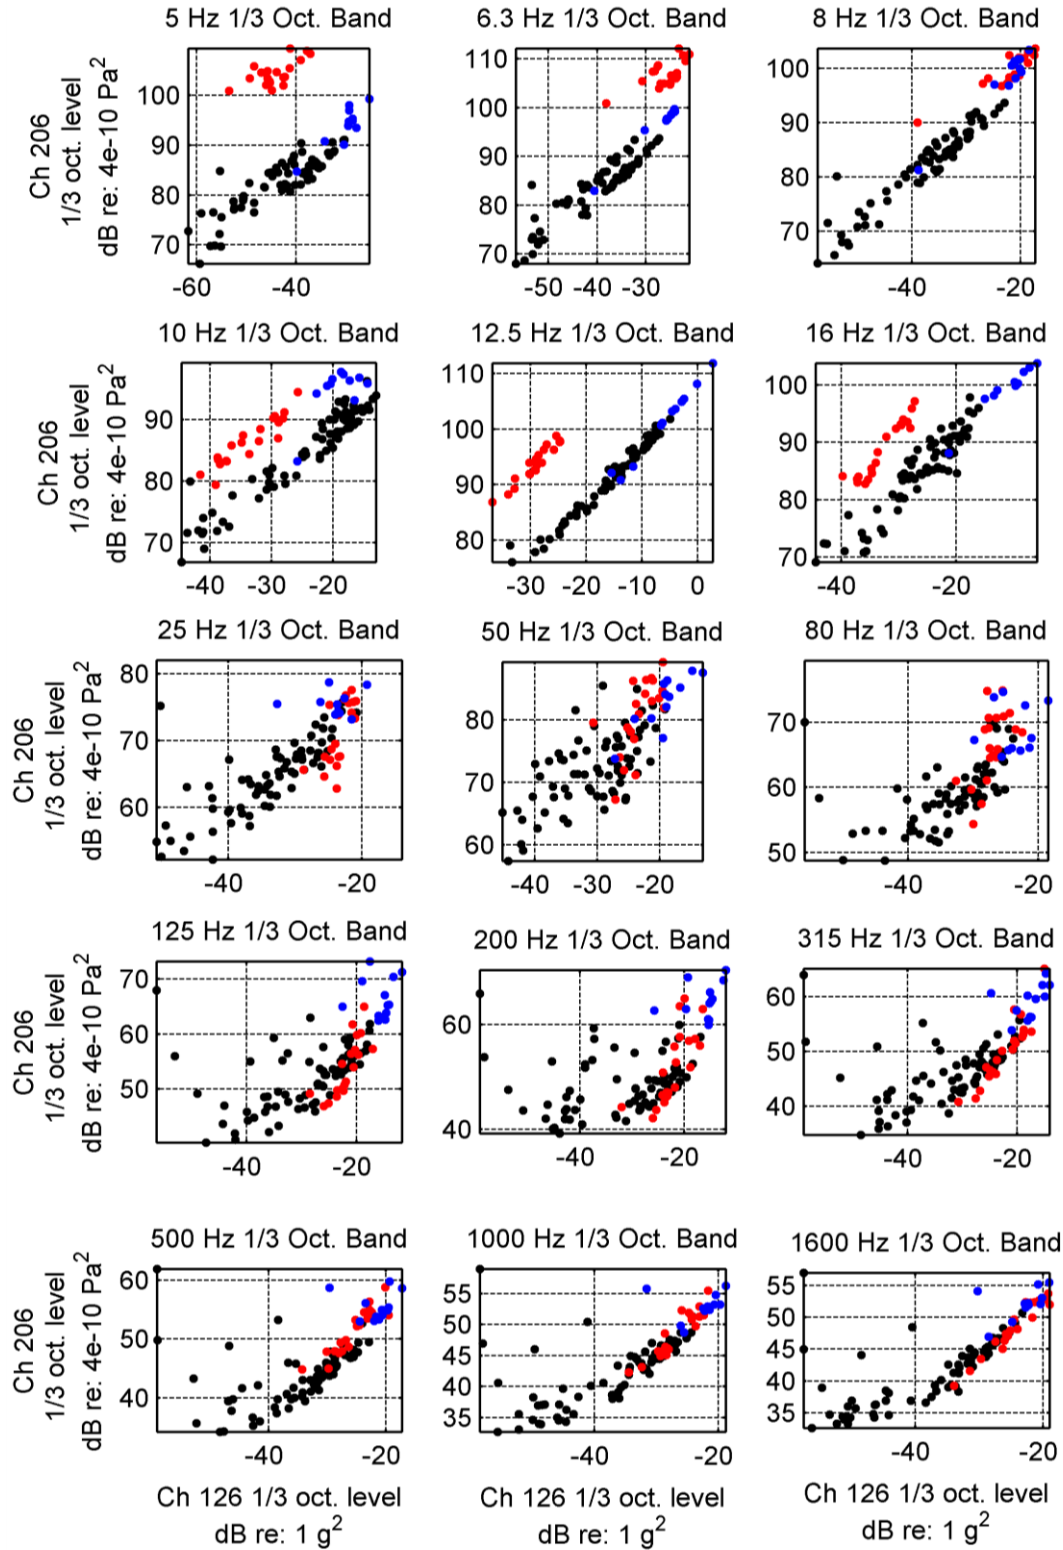 5 Hz 1/3 Oct. Band
6.3 Hz 1/3 Oct. Band
8 Hz 1/3 Oct. Band
Ch 206
1/3 oct. level
dB re: 4e-10 Pa²
100
90
80
70
-60
-40
110
100
90
80
70
-50
-40
-30
100
90
80
70
-40
-20
10 Hz 1/3 Oct. Band
12.5 Hz 1/3 Oct. Band
16 Hz 1/3 Oct. Band
Ch 206
1/3 oct. level
dB re: 4e-10 Pa²
90
80
70
-40
-30
-20
110
100
90
80
-30
-20
-10
0
100
90
80
70
-40
-20
25 Hz 1/3 Oct. Band
50 Hz 1/3 Oct. Band
80 Hz 1/3 Oct. Band
Ch 206
1/3 oct. level
dB re: 4e-10 Pa²
80
70
60
-40
-20
80
70
60
-40
-30
-20
70
60
50
-40
-20
125 Hz 1/3 Oct. Band
200 Hz 1/3 Oct. Band
315 Hz 1/3 Oct. Band
Ch 206
1/3 oct. level
dB re: 4e-10 Pa²
70
60
50
-40
-20
60
40
-40
-20
60
50
40
-40
-20
500 Hz 1/3 Oct. Band
1000 Hz 1/3 Oct. Band
1600 Hz 1/3 Oct. Band
Ch 206
1/3 oct. level
dB re: 4e-10 Pa²
60
50
40
-40
-20
55
50
45
40
35
-40
-20
55
50
45
40
35
-40
-20
Ch 126 1/3 oct. level
dB re: 1 g²
Ch 126 1/3 oct. level
dB re: 1 g²
Ch 126 1/3 oct. level
dB re: 1 g²